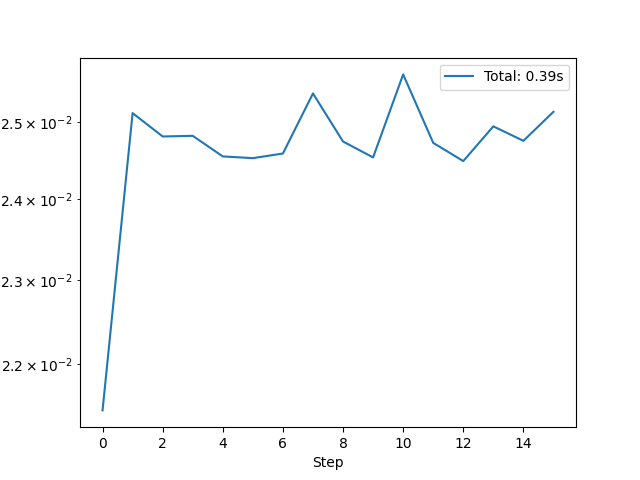 Total: 0.39s
2.5 × 10⁻²
2.4 × 10⁻²
2.3 × 10⁻²
2.2 × 10⁻²
0 2 4 6 8 10 12 14
Step